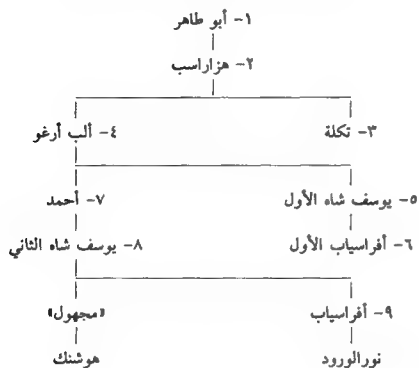 ١- أبو طاهر
٢- هزاراسب
٣- تكلة
٤- ألب أرغو
٥- يوسف شاه الأول
٧- أحمد
٦- أفراسياب الأول
٨- يوسف شاه الثاني
٩- أفراسياب
«مجهول»
نورالورود
هوشنك